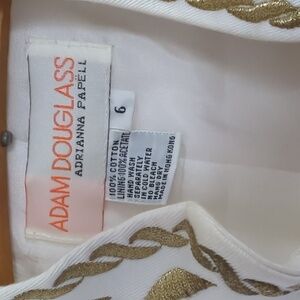 ADAM DOUGLASS
ADRIANNA PAPELL
6
100% COTTON
LINING:100% ACETATE
HAND WASH
SEPARATELY
IN COLD WATER
NO BLEACH
HANG DRY
MADE IN HONG KONG